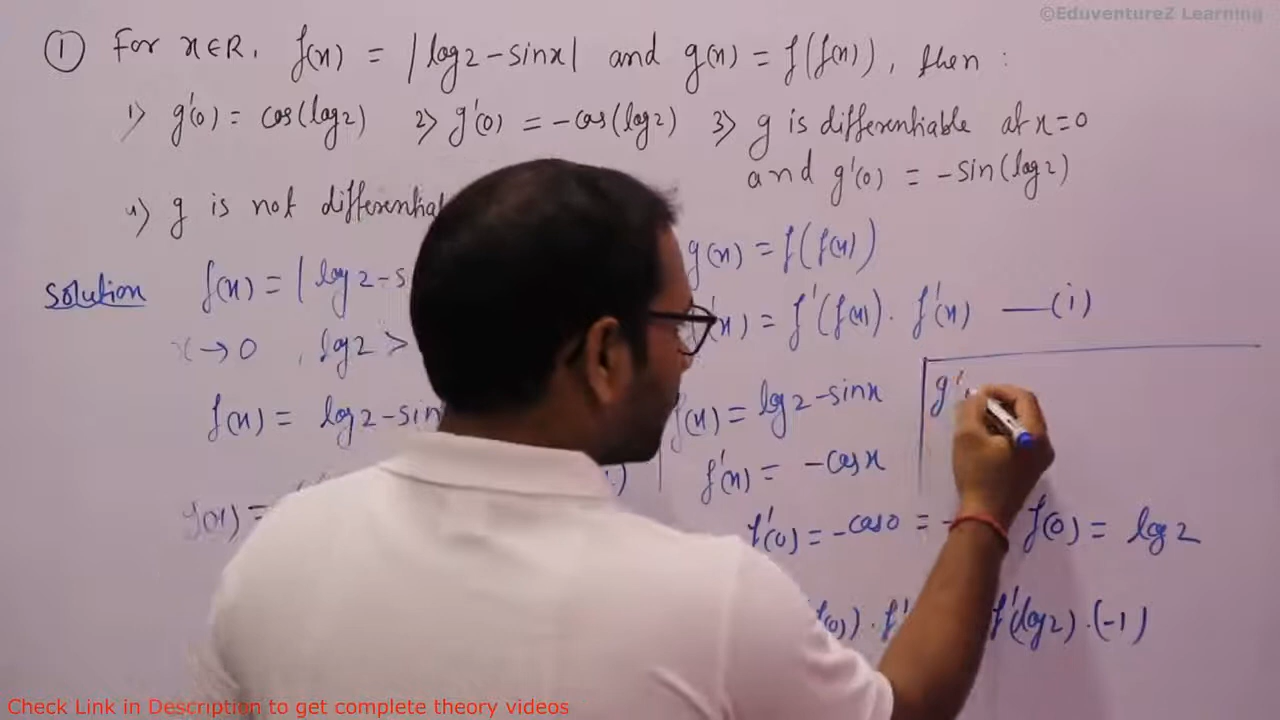 ©EduventureZ Learning
① For x∈R, f(x) = |log2-sinx| and g(x) = f(f(x)), then :
1) g'(0) = cos(log2) 2) g'(0) = -cos(log2) 3) g is differentiable at x=0
and g'(0) = -sin(log2)
4) g is not
Solution f(x) = | log2-s
x→0 , log2 >
f(x) = log2-sin
g(x) = f(f(x))
x) = f'(f(x)). f'(x) —(i)
f(x) = log2-sinx
f'(x) = -cosx
f'(0) = -cos0 = - f(0) = log2
f'(log2).(-1)
g'
Check Link in Description to get complete theory videos